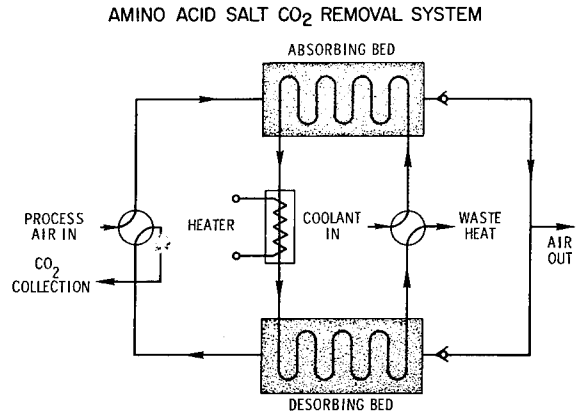 AMINO ACID SALT CO2 REMOVAL SYSTEM
ABSORBING BED
PROCESS
AIR IN
HEATER
COOLANT
IN
WASTE
HEAT
AIR
OUT
CO2
COLLECTION
DESORBING BED